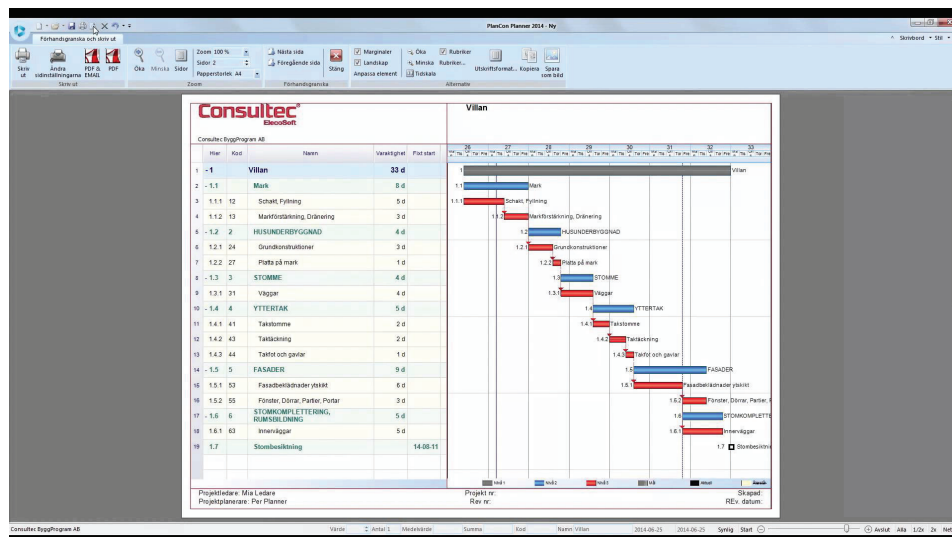 PlanCon Planner 2014 - Ny
Förhandsgranska och skriv ut
Skrivbord
Stil
Skriv ut
Ändra sidinställningarna
PDF & EMAIL
PDF
Skriv ut
Öka
Minska
Sidor
Zoom 100 %
Sidor 2
Papperstorlek A4
Zoom
Nästa sida
Föregående sida
Stäng
Förhandsgranska
Marginaler
Landskap
Anpassa element
Öka
Minska
Tidskala
Rubriker
Rubriker...
Utskriftsformat...
Kopiera
Spara som bild
Alternativ
Consultec
ElecoSoft
Consultec ByggProgram AB
Villan
Hier Kod Namn Varaktighet Fixt start
26 27 28 29 30 31 32 33
1 - 1 Villan 33 d
1 Villan
2 - 1.1 Mark 8 d
1.1 Mark
3 1.1.1 12 Schakt, Fyllning 5 d
1.1.1 Schakt, Fyllning
4 1.1.2 13 Markförstärkning, Dränering 3 d
1.1.2 Markförstärkning, Dränering
5 - 1.2 2 HUSUNDERBYGGNAD 4 d
1.2 HUSUNDERBYGGNAD
6 1.2.1 24 Grundkonstruktioner 3 d
1.2.1 Grundkonstruktioner
7 1.2.2 27 Platta på mark 1 d
1.2.2 Platta på mark
8 - 1.3 3 STOMME 4 d
1.3 STOMME
9 1.3.1 31 Väggar 4 d
1.3.1 Väggar
10 - 1.4 4 YTTERTAK 5 d
1.4 YTTERTAK
11 1.4.1 41 Takstomme 2 d
1.4.1 Takstomme
12 1.4.2 43 Taktäckning 2 d
1.4.2 Taktäckning
13 1.4.3 44 Takfot och gavlar 1 d
1.4.3 Takfot och gavlar
14 - 1.5 5 FASADER 9 d
1.5 FASADER
15 1.5.1 53 Fasadbeklädnader ytskikt 6 d
1.5.1 Fasadbeklädnader ytskikt
16 1.5.2 55 Fönster, Dörrar, Partier, Portar 3 d
1.5.2 Fönster, Dörrar, Partier, F
17 - 1.6 6 STOMKOMPLETTERING, RUMSBILDNING 5 d
1.6 STOMKOMPLETTE
18 1.6.1 63 Innerväggar 5 d
1.6.1 Innerväggar
19 1.7 Stombesiktning 14-08-11
1.7 Stombesiktni
Nivå 1 Nivå 2 Nivå 3 Mål
Projektledare: Mia Ledare
Projekt nr:
Skapad:
Projektplanerare: Per Planner
Rev nr:
REv. datum:
Consultec ByggProgram AB
Värde
Antal:1
Medelvärde
Summa
Kod
Namn: Villan
2014-06-25
2014-06-25
Synlig
Start
Avslut
Alla
1/2x
2x
Net